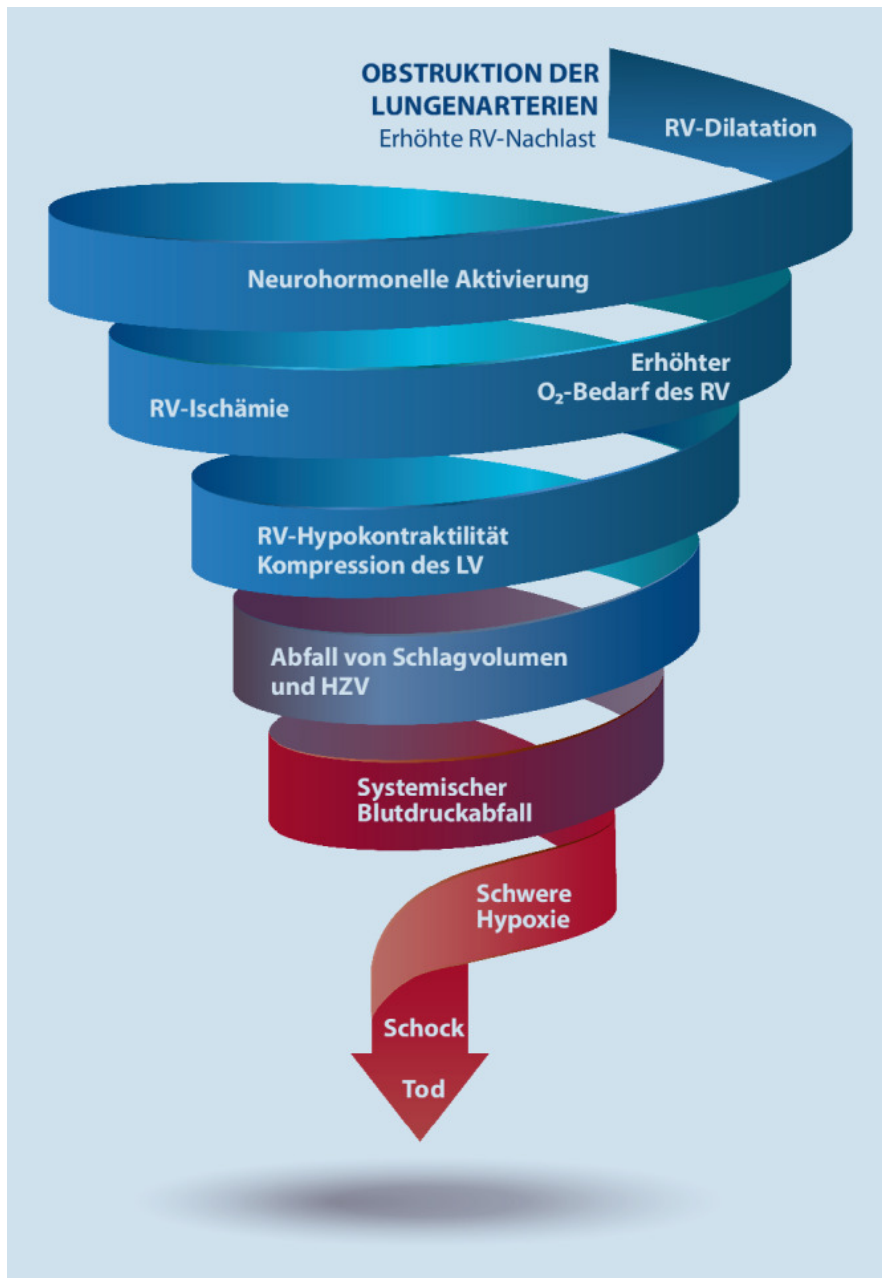 OBSTRUKTION DER
LUNGENARTERIEN
Erhöhte RV-Nachlast
RV-Dilatation
Neurohormonelle Aktivierung
Erhöhter
O₂-Bedarf des RV
RV-Ischämie
RV-Hypokontraktilität
Kompression des LV
Abfall von Schlagvolumen
und HZV
Systemischer
Blutdruckabfall
Schwere
Hypoxie
Schock
Tod